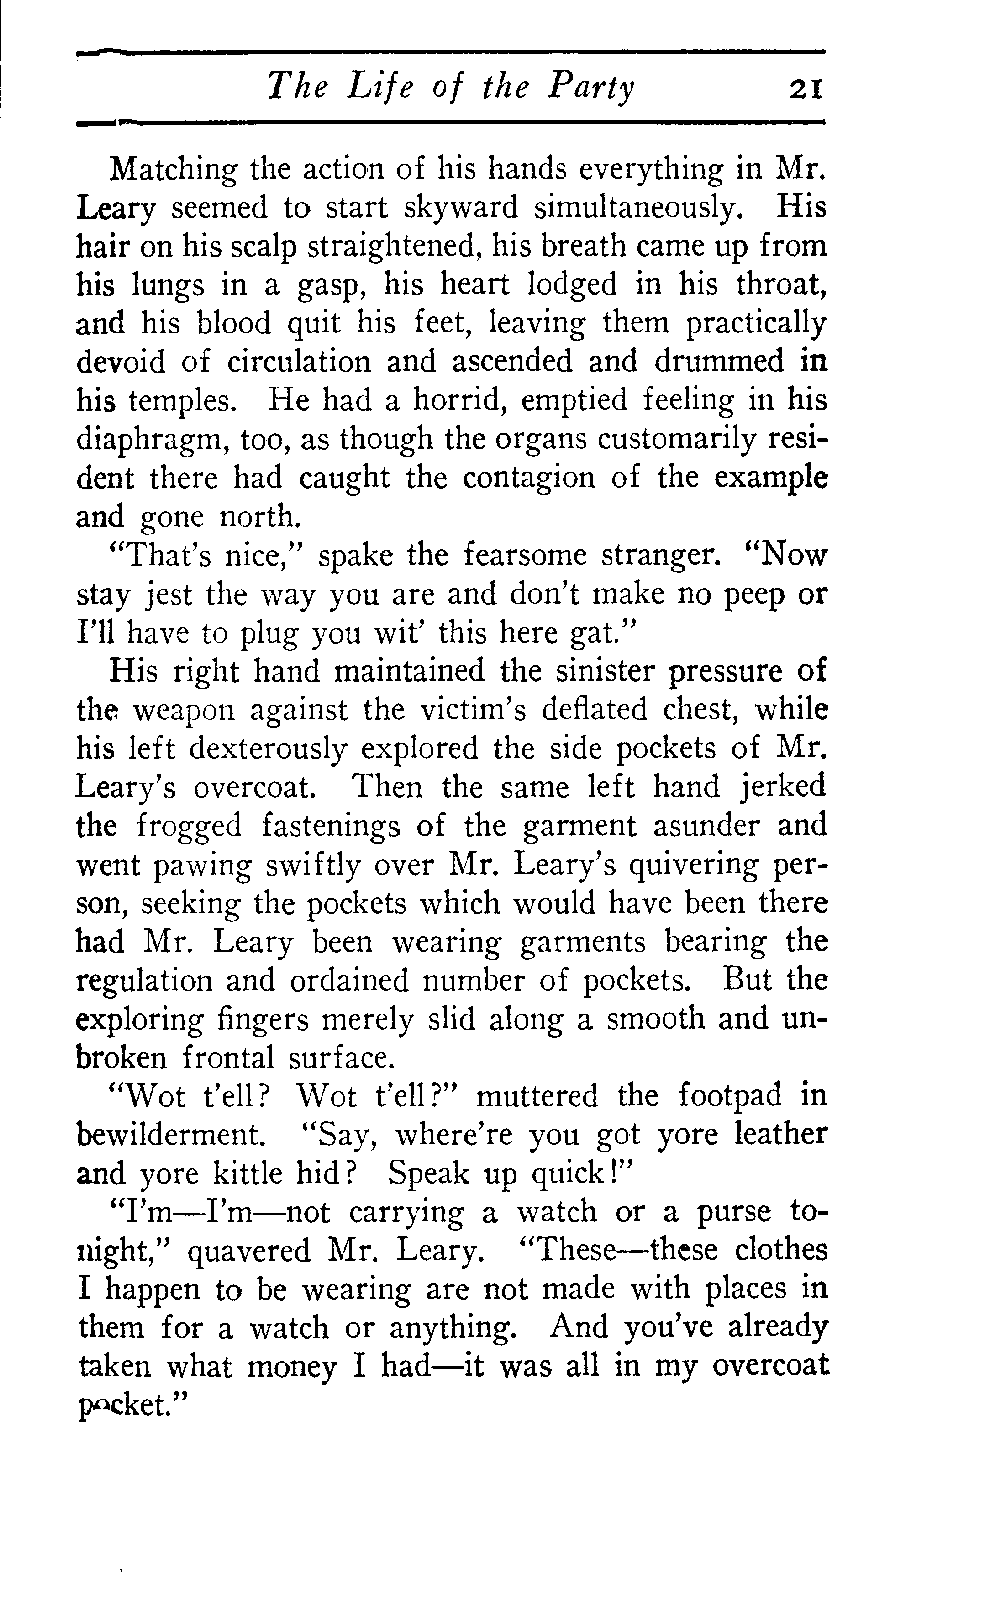 The Life of the Party 21
Matching the action of his hands everything in Mr.
Leary seemed to start skyward simultaneously. His
hair on his scalp straightened, his breath came up from
his lungs in a gasp, his heart lodged in his throat,
and his blood quit his feet, leaving them practically
devoid of circulation and ascended and drummed in
his temples. He had a horrid, emptied feeling in his
diaphragm, too, as though the organs customarily resi-
dent there had caught the contagion of the example
and gone north.
"That's nice," spake the fearsome stranger. "Now
stay jest the way you are and don't make no peep or
I'll have to plug you wit' this here gat."
His right hand maintained the sinister pressure of
the weapon against the victim's deflated chest, while
his left dexterously explored the side pockets of Mr.
Leary's overcoat. Then the same left hand jerked
the frogged fastenings of the garment asunder and
went pawing swiftly over Mr. Leary's quivering per-
son, seeking the pockets which would have been there
had Mr. Leary been wearing garments bearing the
regulation and ordained number of pockets. But the
exploring fingers merely slid along a smooth and un-
broken frontal surface.
"Wot t'ell? Wot t'ell?" muttered the footpad in
bewilderment. "Say, where're you got yore leather
and yore kittle hid? Speak up quick!"
"I'm—I'm—not carrying a watch or a purse to-
night," quavered Mr. Leary. "These—these clothes
I happen to be wearing are not made with places in
them for a watch or anything. And you've already
taken what money I had—it was all in my overcoat
pocket."